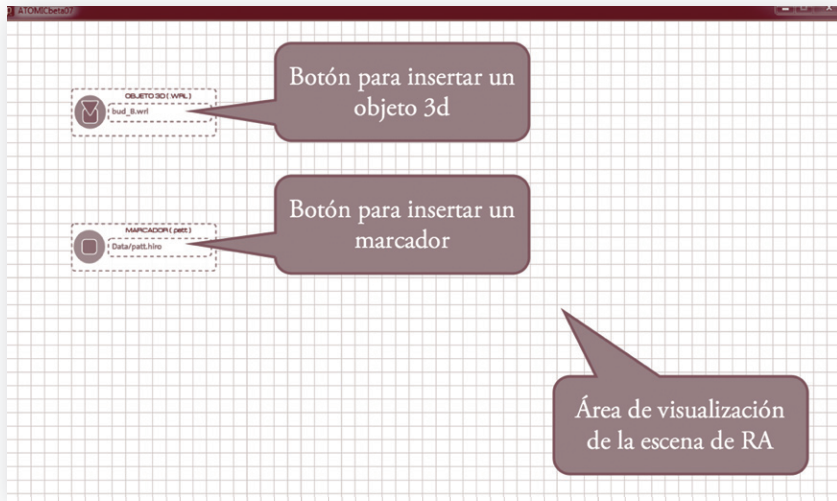 ATOMICbeta07
Botón para insertar un
objeto 3d
OBJETO 3D ( WRL )
bud_B.wrl
Botón para insertar un
marcador
MARCADOR ( patt )
Data/patt.hiro
Área de visualización
de la escena de RA